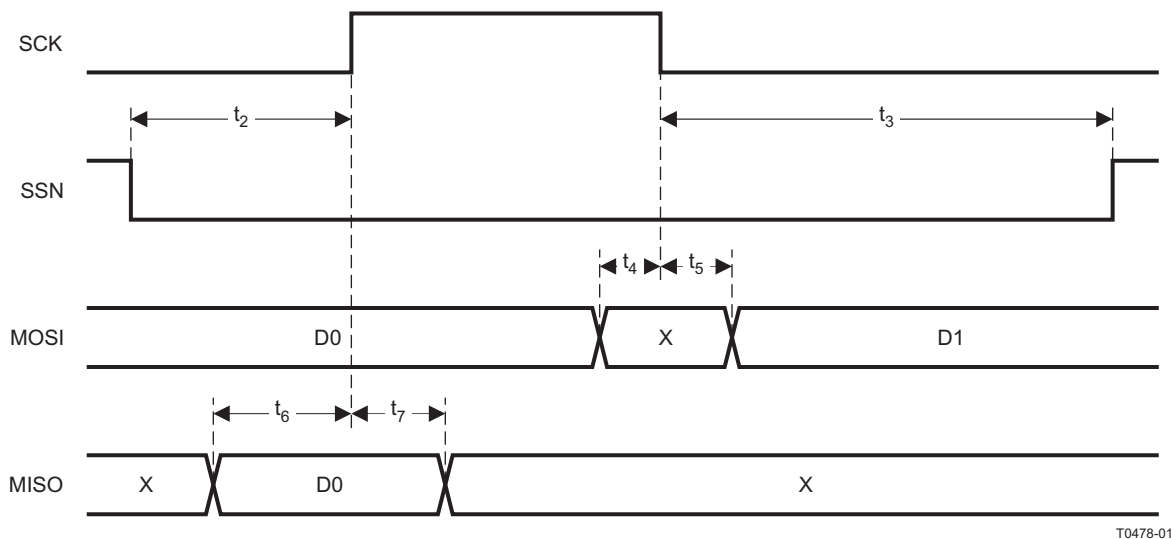 SCK
t2
t3
SSN
t4 t5
MOSI D0 X D1
t6 t7
MISO X D0 X
T0478-01